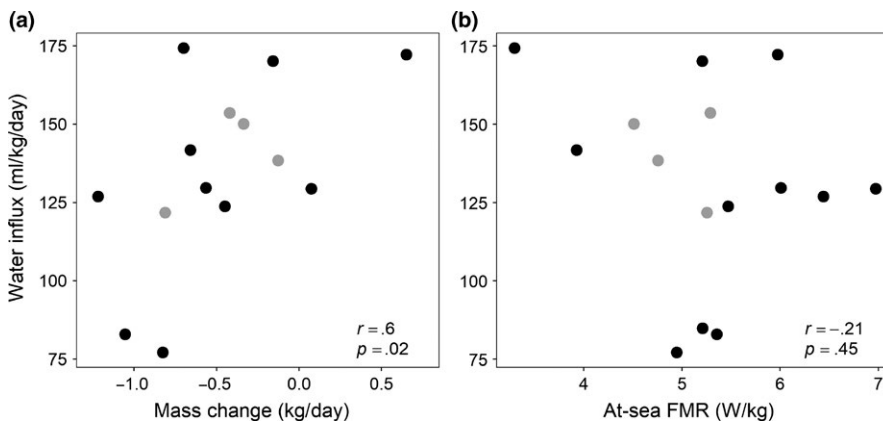 (a)
(b)
Water influx (ml/kg/day)
175
150
125
100
75
r = .6
p = .02
−1.0
−0.5
0.0
0.5
Mass change (kg/day)
175
150
125
100
75
r = −.21
p = .45
4
5
6
7
At-sea FMR (W/kg)